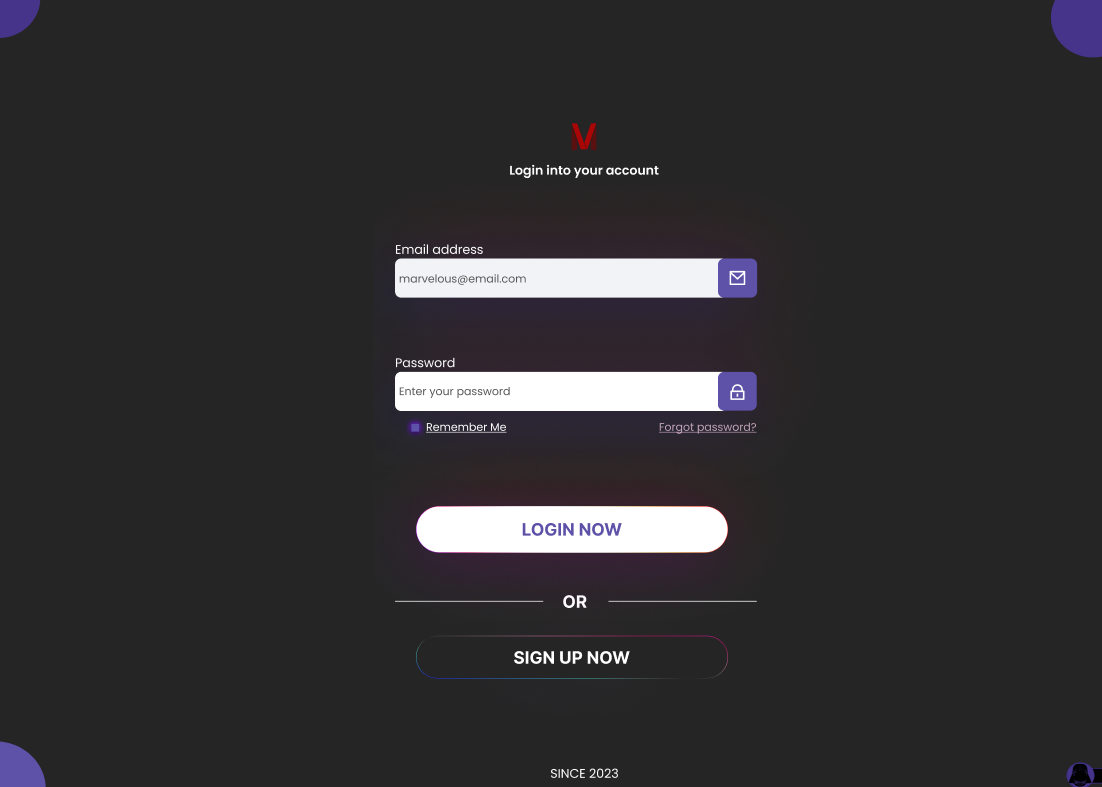 V
Login into your account
Email address
marvelous@email.com
Password
Enter your password
Remember Me
Forgot password?
LOGIN NOW
OR
SIGN UP NOW
SINCE 2023